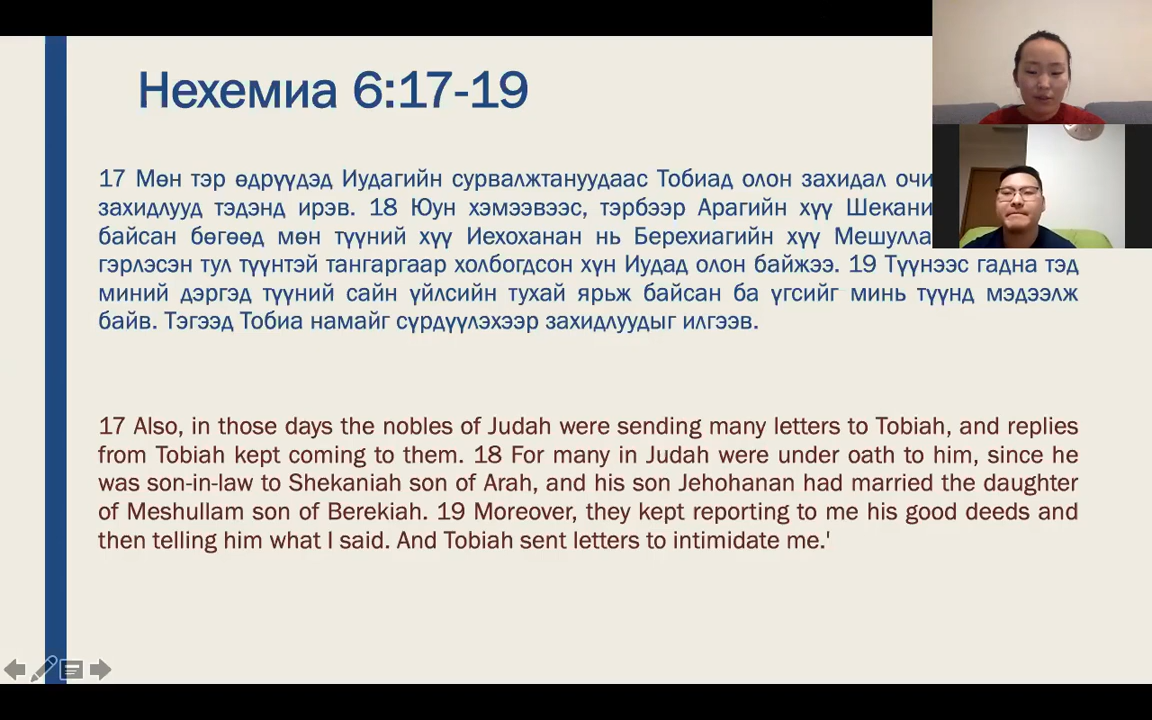 Нехемиа 6:17-19
17 Мөн тэр өдрүүдэд Иудагийн сурвалжтануудаас Тобиад олон захидал
захидлууд тэдэнд ирэв. 18 Юун хэмээвээс, тэрбээр Арагийн хүү
байсан бөгөөд мөн түүний хүү Иехоханан нь Берехиагийн хүү
гэрлэсэн тул түүнтэй тангаргаар холбогдсон хүн Иудад олон байжээ. 19 Түүнээс гадна тэд
миний дэргэд түүний сайн үйлсийн тухай ярьж байсан ба үгсийг минь түүнд мэдээлж
байв. Тэгээд Тобиа намайг сүрдүүлэхээр захидлуудыг илгээв.
17 Also, in those days the nobles of Judah were sending many letters to Tobiah, and replies
from Tobiah kept coming to them. 18 For many in Judah were under oath to him, since he
was son-in-law to Shekaniah son of Arah, and his son Jehohanan had married the daughter
of Meshullam son of Berekiah. 19 Moreover, they kept reporting to me his good deeds and
then telling him what I said. And Tobiah sent letters to intimidate me.'